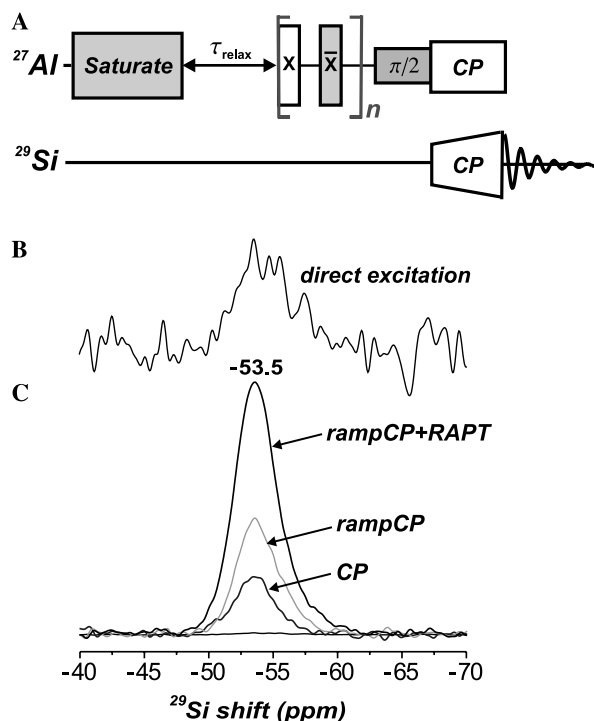 A
²⁷Al Saturate τrelax X X̄ n π/2 CP
²⁹Si CP
B
direct excitation
-53.5
C
rampCP+RAPT
rampCP
CP
-40 -45 -50 -55 -60 -65 -70
²⁹Si shift (ppm)